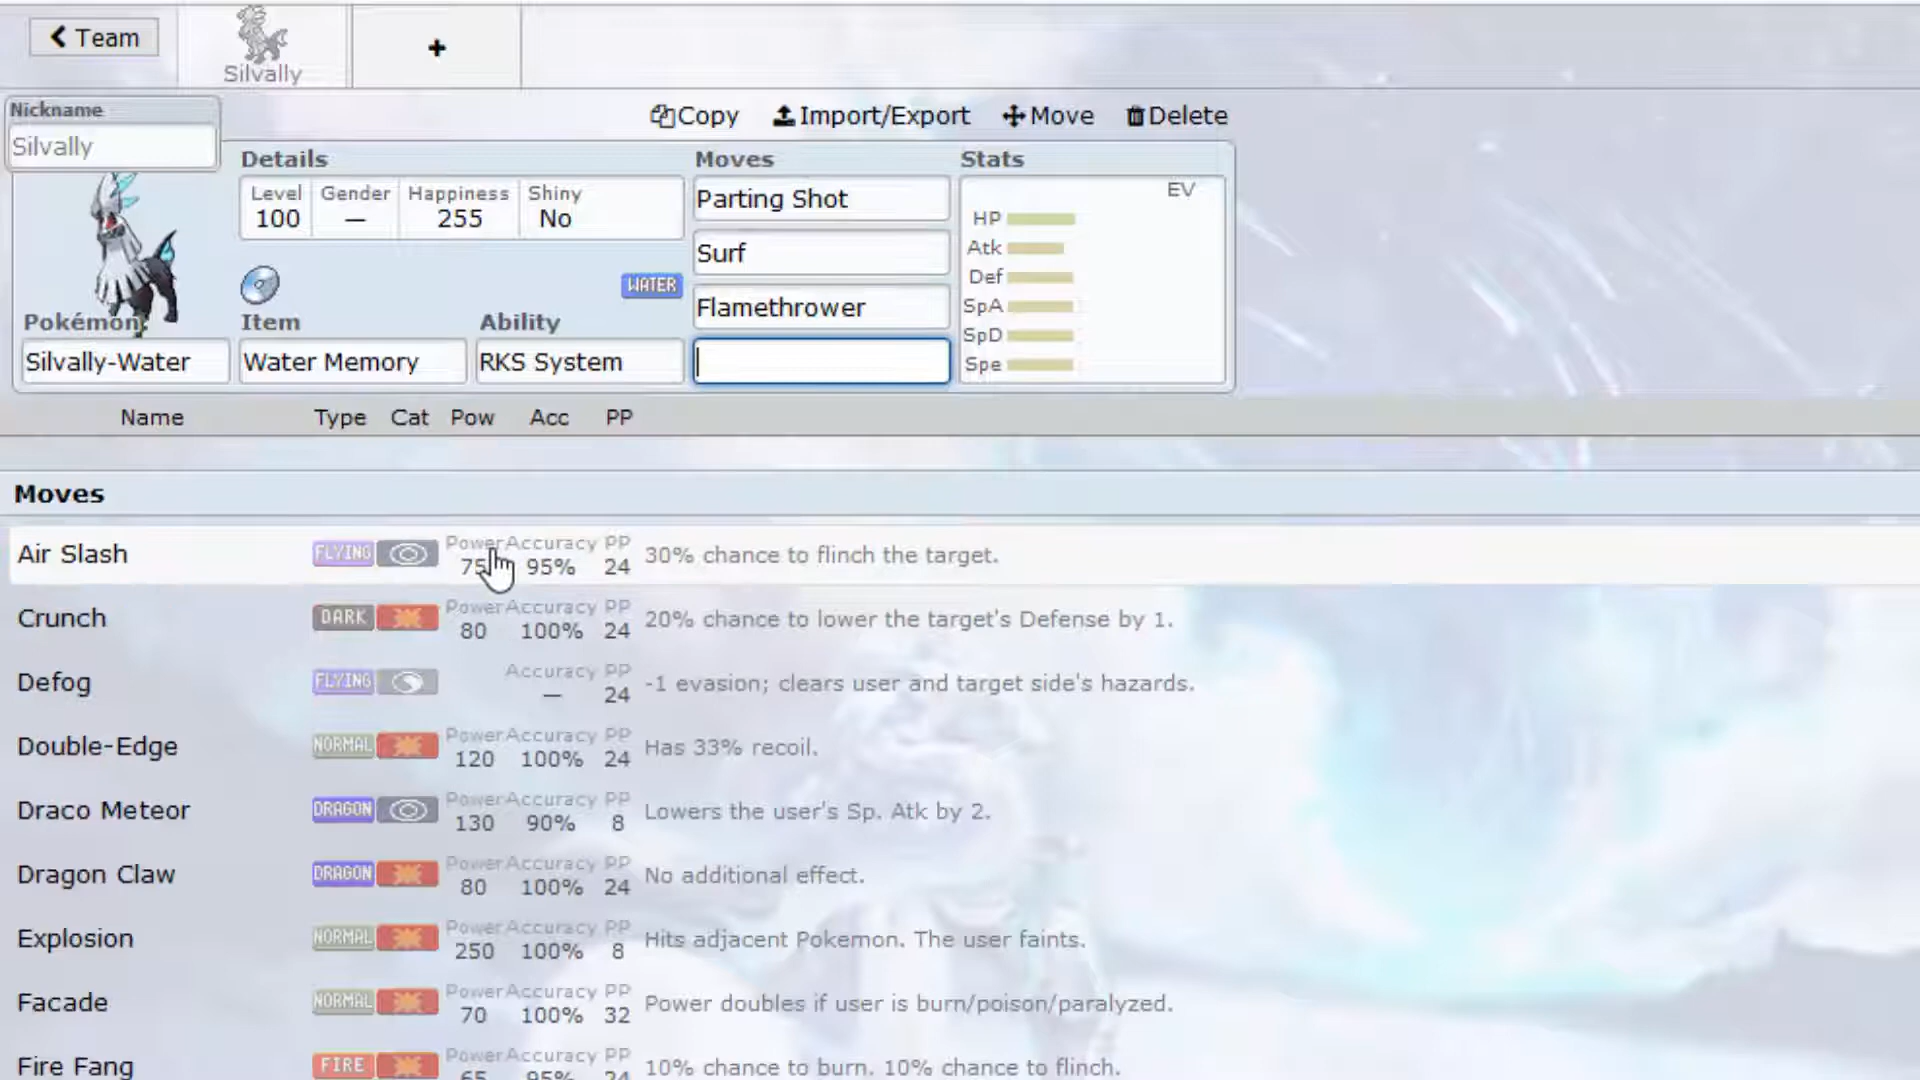 Team
Silvally
+
Nickname
Silvally
Copy Import/Export Move Delete
Details
Level Gender Happiness Shiny
100 — 255 No
WATER
Pokémon Item Ability
Silvally-Water Water Memory RKS System
Moves
Parting Shot
Surf
Flamethrower
Stats
EV
HP
Atk
Def
SpA
SpD
Spe
Name Type Cat Pow Acc PP
Moves
Air Slash FLYING Power 75 Accuracy 95% PP 24 30% chance to flinch the target.
Crunch DARK Power 80 Accuracy 100% PP 24 20% chance to lower the target's Defense by 1.
Defog FLYING Accuracy — PP 24 -1 evasion; clears user and target side's hazards.
Double-Edge NORMAL Power 120 Accuracy 100% PP 24 Has 33% recoil.
Draco Meteor DRAGON Power 130 Accuracy 90% PP 8 Lowers the user's Sp. Atk by 2.
Dragon Claw DRAGON Power 80 Accuracy 100% PP 24 No additional effect.
Explosion NORMAL Power 250 Accuracy 100% PP 8 Hits adjacent Pokemon. The user faints.
Facade NORMAL Power 70 Accuracy 100% PP 32 Power doubles if user is burn/poison/paralyzed.
Fire Fang FIRE Power 65 Accuracy 95% PP 24 10% chance to burn. 10% chance to flinch.